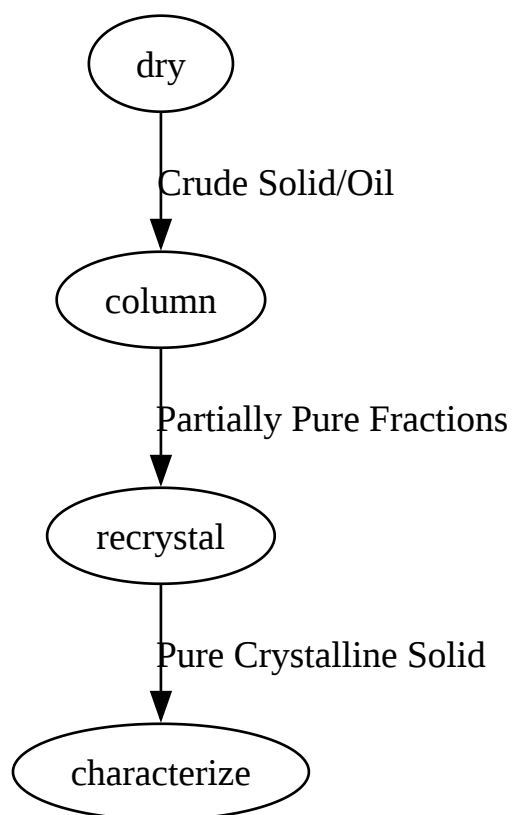 dry
Crude Solid/Oil
column
Partially Pure Fractions
recrystal
Pure Crystalline Solid
characterize